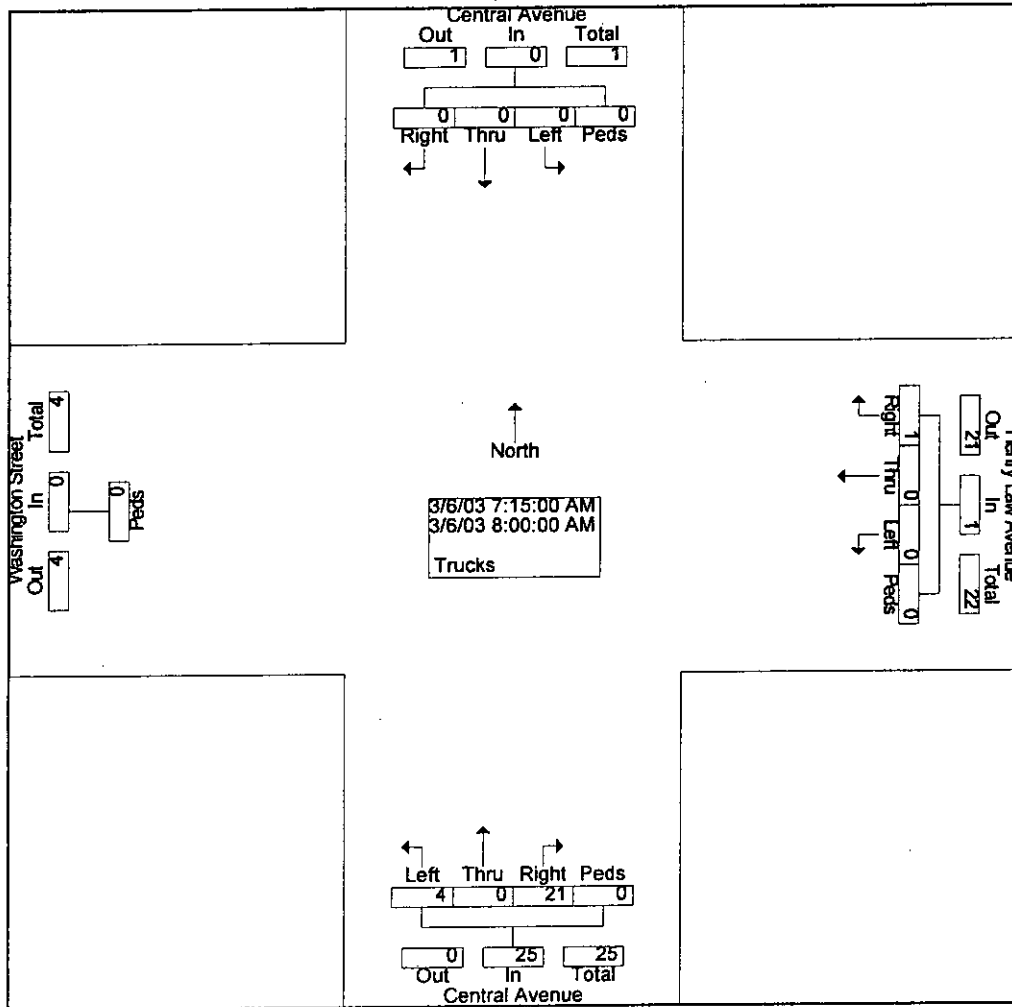 Central Avenue
Out In Total
1 0 1
0 0 0 0
Right Thru Left Peds
Washington Street
Total In Out
4 0 4
0
Peds
North
3/6/03 7:15:00 AM
3/6/03 8:00:00 AM
Trucks
Right Thru Left Peds
1 0 0 0
Out In Total
21 1 22
Law Avenue
Left Thru Right Peds
4 0 21 0
0 25 25
Out In Total
Central Avenue